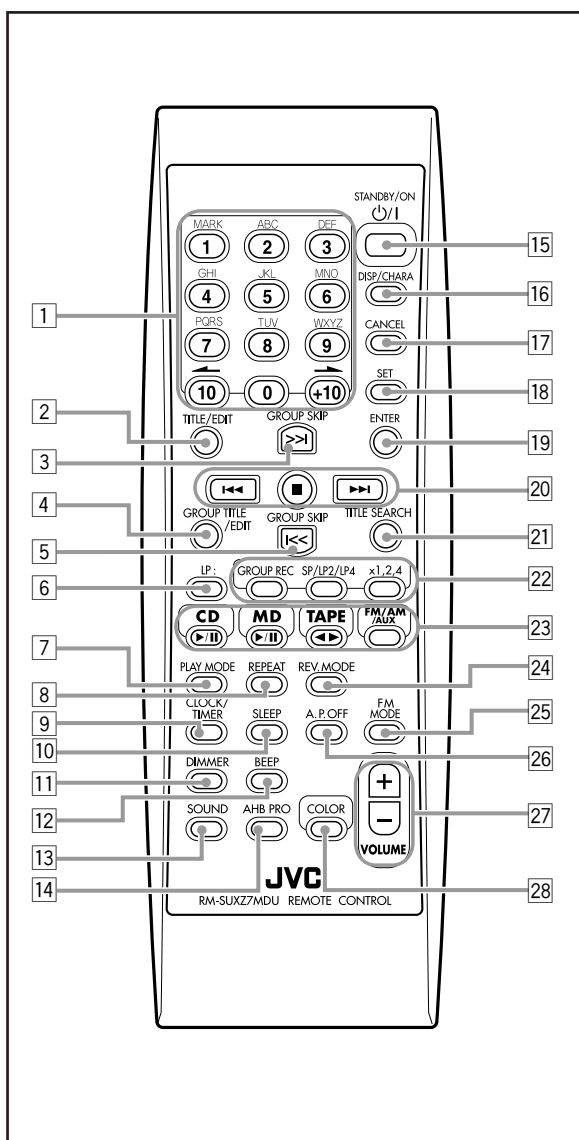 STANDBY/ON
⏻/I
MARK ABC DEF
1 2 3
15
DISP/CHARA
16
GHI JKL MNO
4 5 6
1
CANCEL
17
PQRS TUV WXYZ
7 8 9
SET
18
10 0 +10
TITLE/EDIT GROUP SKIP ENTER
2
>>I
19
3
20
GROUP TITLE
/EDIT
GROUP SKIP TITLE SEARCH
4
I<<
21
5
LP: GROUP REC SP/LP2/LP4 x1,2,4
6
22
CD MD TAPE FM/AM
/AUX
23
PLAY MODE REPEAT REV.MODE
7
8
24
CLOCK/
TIMER
SLEEP A.P.OFF FM
MODE
9
25
10
26
DIMMER BEEP
11
12
+
−
VOLUME
27
SOUND AHB PRO COLOR
13
14
28
JVC
RM-SUXZ7MDU REMOTE CONTROL